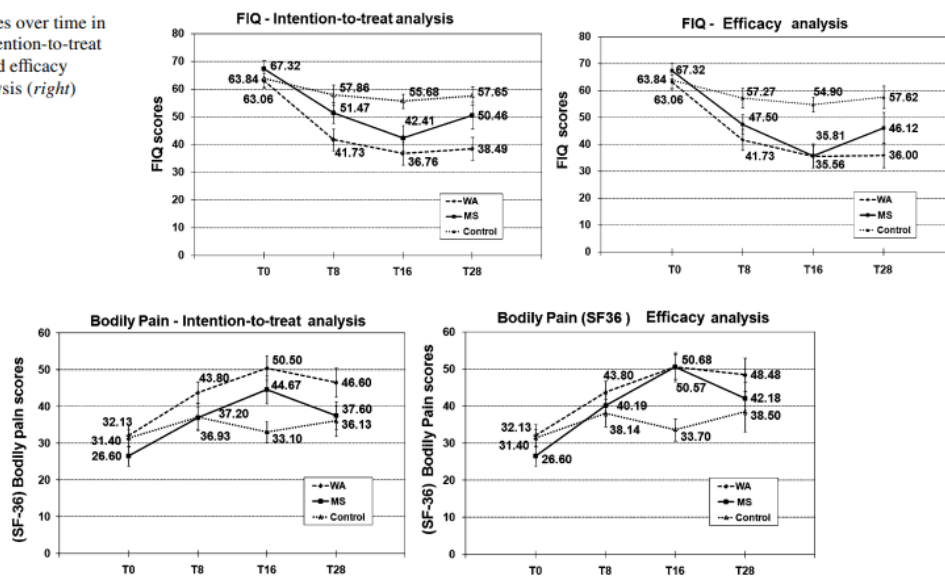 es over time in
ention-to-treat
d efficacy
ysis (right)
FIQ - Intention-to-treat analysis
FIQ scores
80
70
60
50
40
30
20
10
0
67.32
63.84
63.06
57.86
51.47
41.73
55.68
42.41
36.76
57.65
50.46
38.49
WA
MS
Control
T0 T8 T16 T28
FIQ - Efficacy analysis
FIQ scores
80
70
60
50
40
30
20
10
0
67.32
63.84
63.06
57.27
47.50
41.73
54.90
35.81
35.56
57.62
46.12
36.00
WA
MS
Control
T0 T8 T16 T28
Bodily Pain - Intention-to-treat analysis
(SF-36) Bodily pain scores
60
50
40
30
20
10
0
32.13
31.40
26.60
43.80
37.20
36.93
50.50
44.67
33.10
46.60
37.60
36.13
WA
MS
Control
T0 T8 T16 T28
Bodily Pain (SF36 ) Efficacy analysis
(SF-36) Bodily Pain scores
60
50
40
30
20
10
0
32.13
31.40
26.60
43.80
40.19
38.14
50.68
50.57
33.70
48.48
42.18
38.50
WA
MS
Control
T0 T8 T16 T28